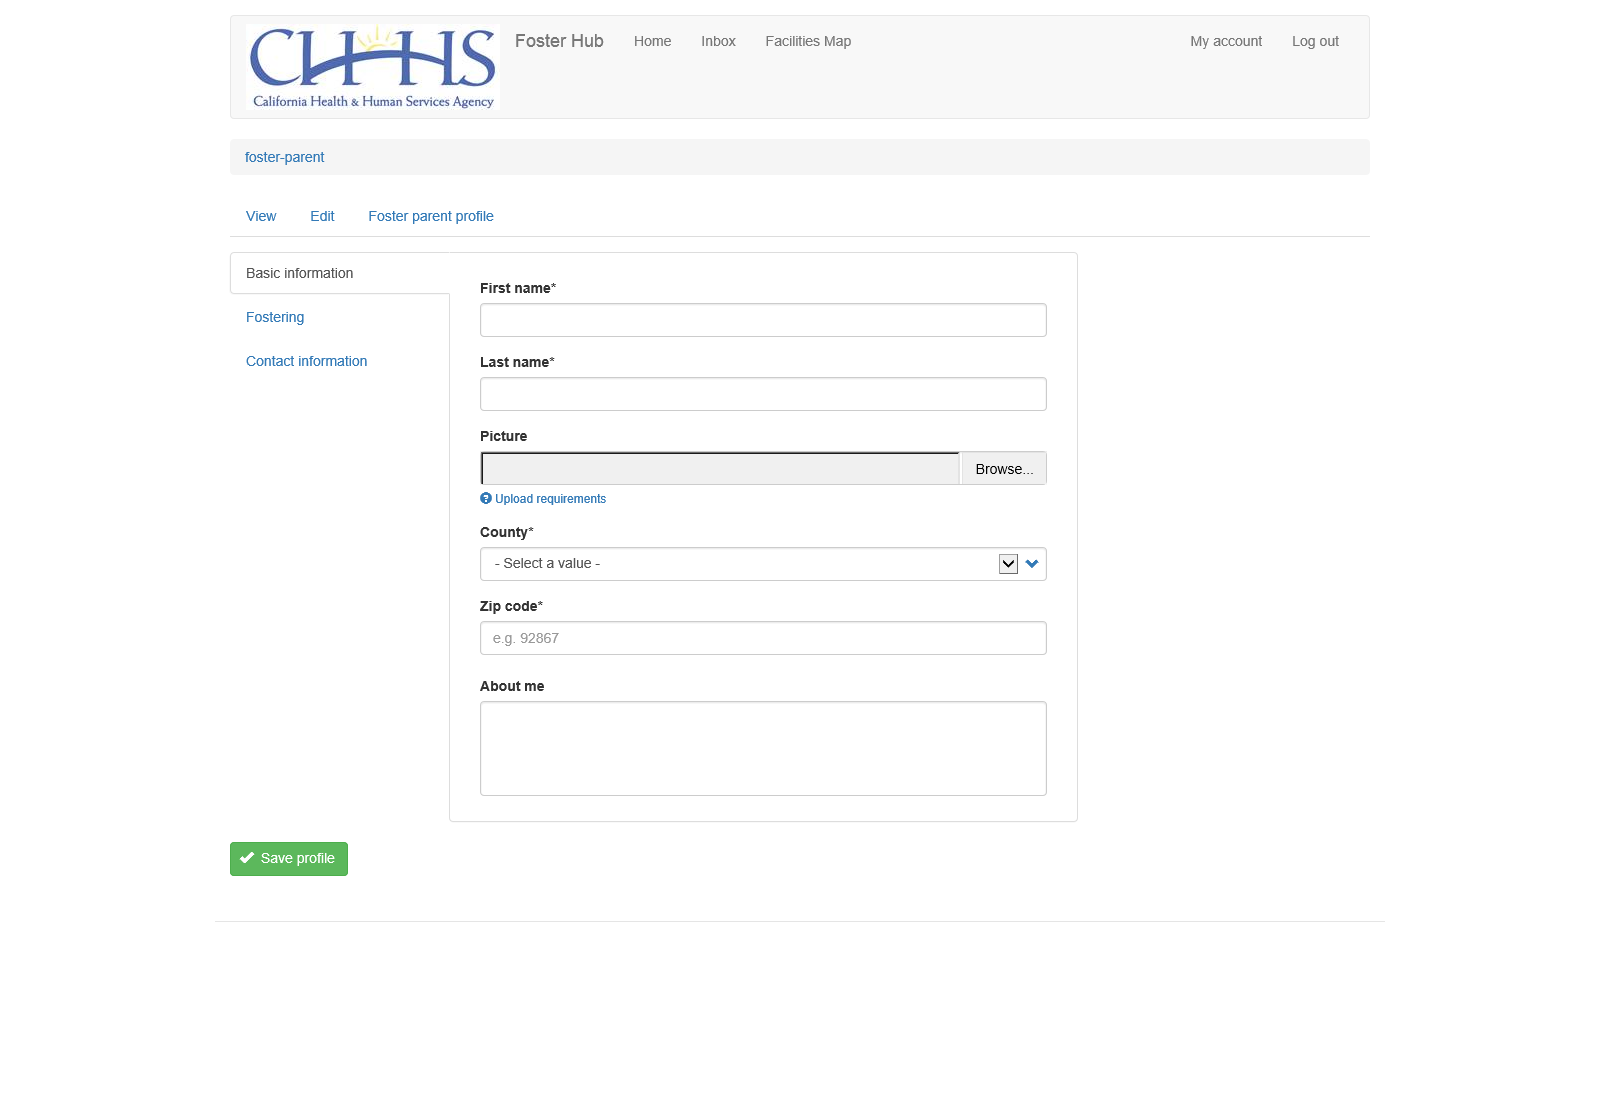 CHHS
California Health & Human Services Agency
Foster Hub Home Inbox Facilities Map My account Log out
foster-parent
View Edit Foster parent profile
Basic information
Fostering
Contact information
First name*
Last name*
Picture
Browse...
Upload requirements
County*
- Select a value -
Zip code*
e.g. 92867
About me
Save profile